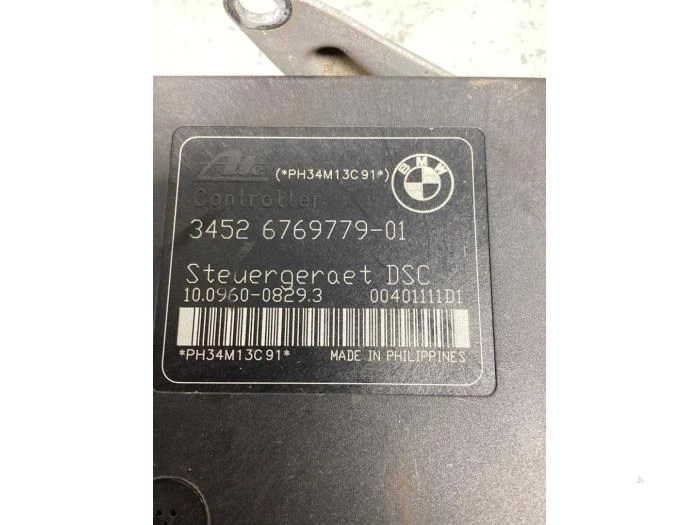 Ate
(*PH34M13C91*)
BMW
Controller
3452 6769779-01
Steuergeraet DSC
10.0960-0829.3 00401111D1
*PH34M13C91* MADE IN PHILIPPINES